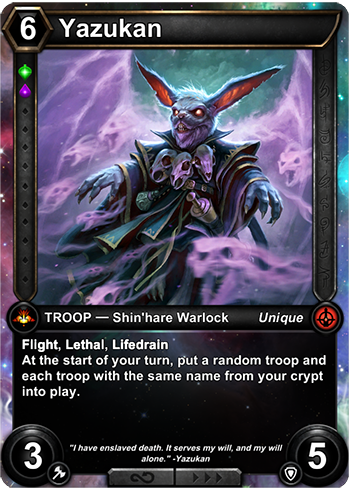 6 Yazukan
TROOP — Shin'hare Warlock Unique
Flight, Lethal, Lifedrain
At the start of your turn, put a random troop and
each troop with the same name from your crypt
into play.
"I have enslaved death. It serves my will, and my will
alone." -Yazukan
3 5